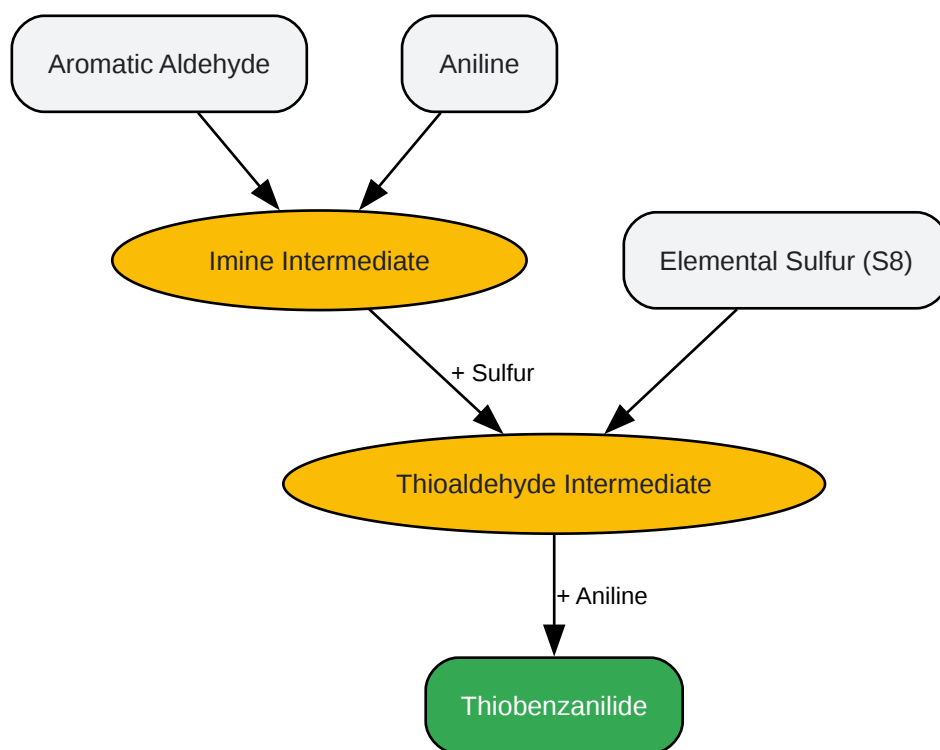 Aromatic Aldehyde
Aniline
Imine Intermediate
Elemental Sulfur (S8)
+ Sulfur
Thioaldehyde Intermediate
+ Aniline
Thiobenzanilide